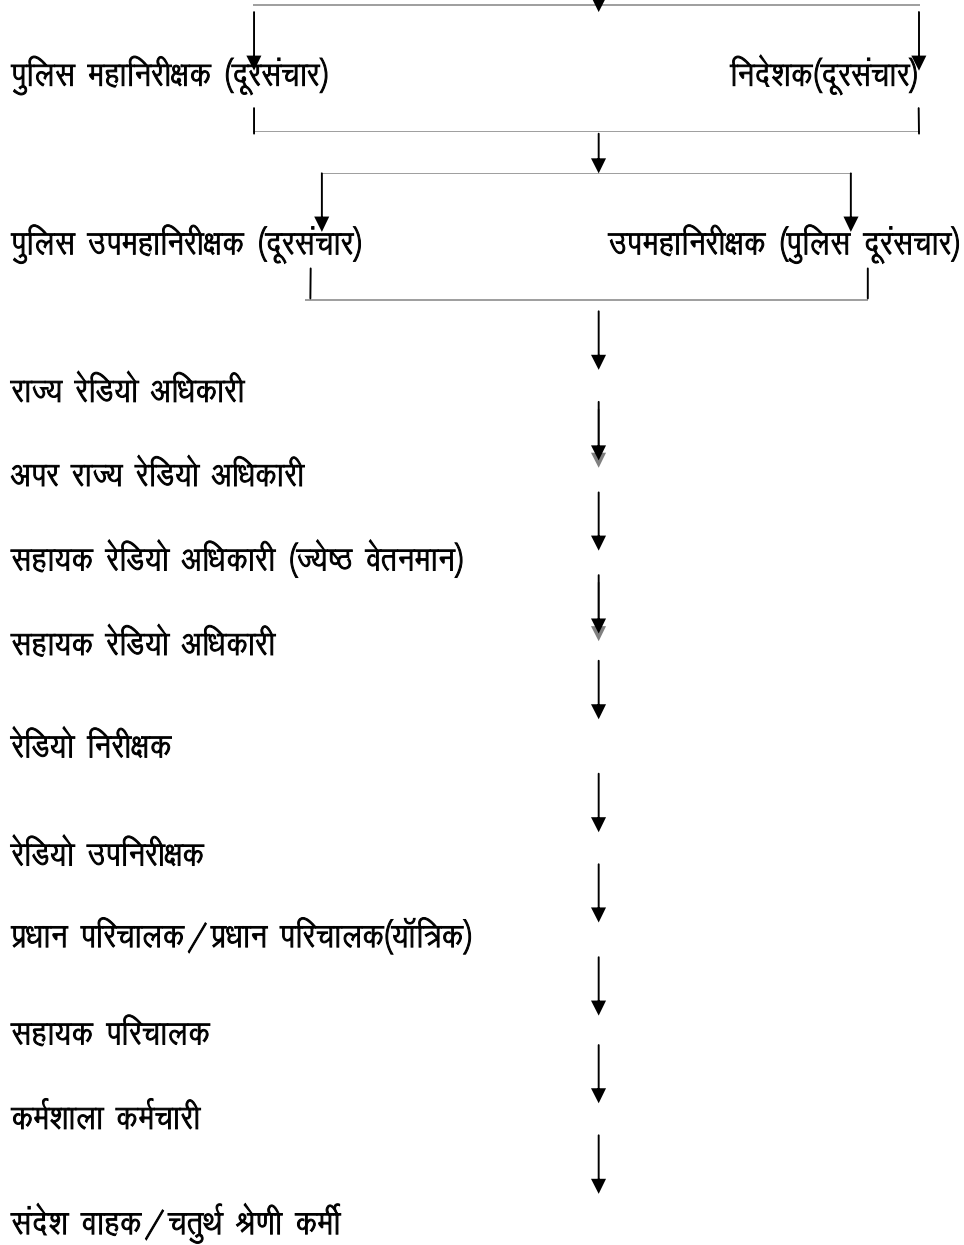 पुलिस महानिरीक्षक (दूरसंचार) निदेशक(दूरसंचार)
पुलिस उपमहानिरीक्षक (दूरसंचार) उपमहानिरीक्षक (पुलिस दूरंसचार)
राज्य रेडियो अधिकारी
अपर राज्य रेडियो अधिकारी
सहायक रेडियो अधिकारी (ज्येष्ठ वेतनमान)
सहायक रेडियो अधिकारी
रेडियो निरीक्षक
रेडियो उपनिरीक्षक
प्रधान परिचालक/प्रधान परिचालक(यॉत्रिक)
सहायक परिचालक
कर्मशाला कर्मचारी
संदेश वाहक/चतुर्थ श्रेणी कर्मी